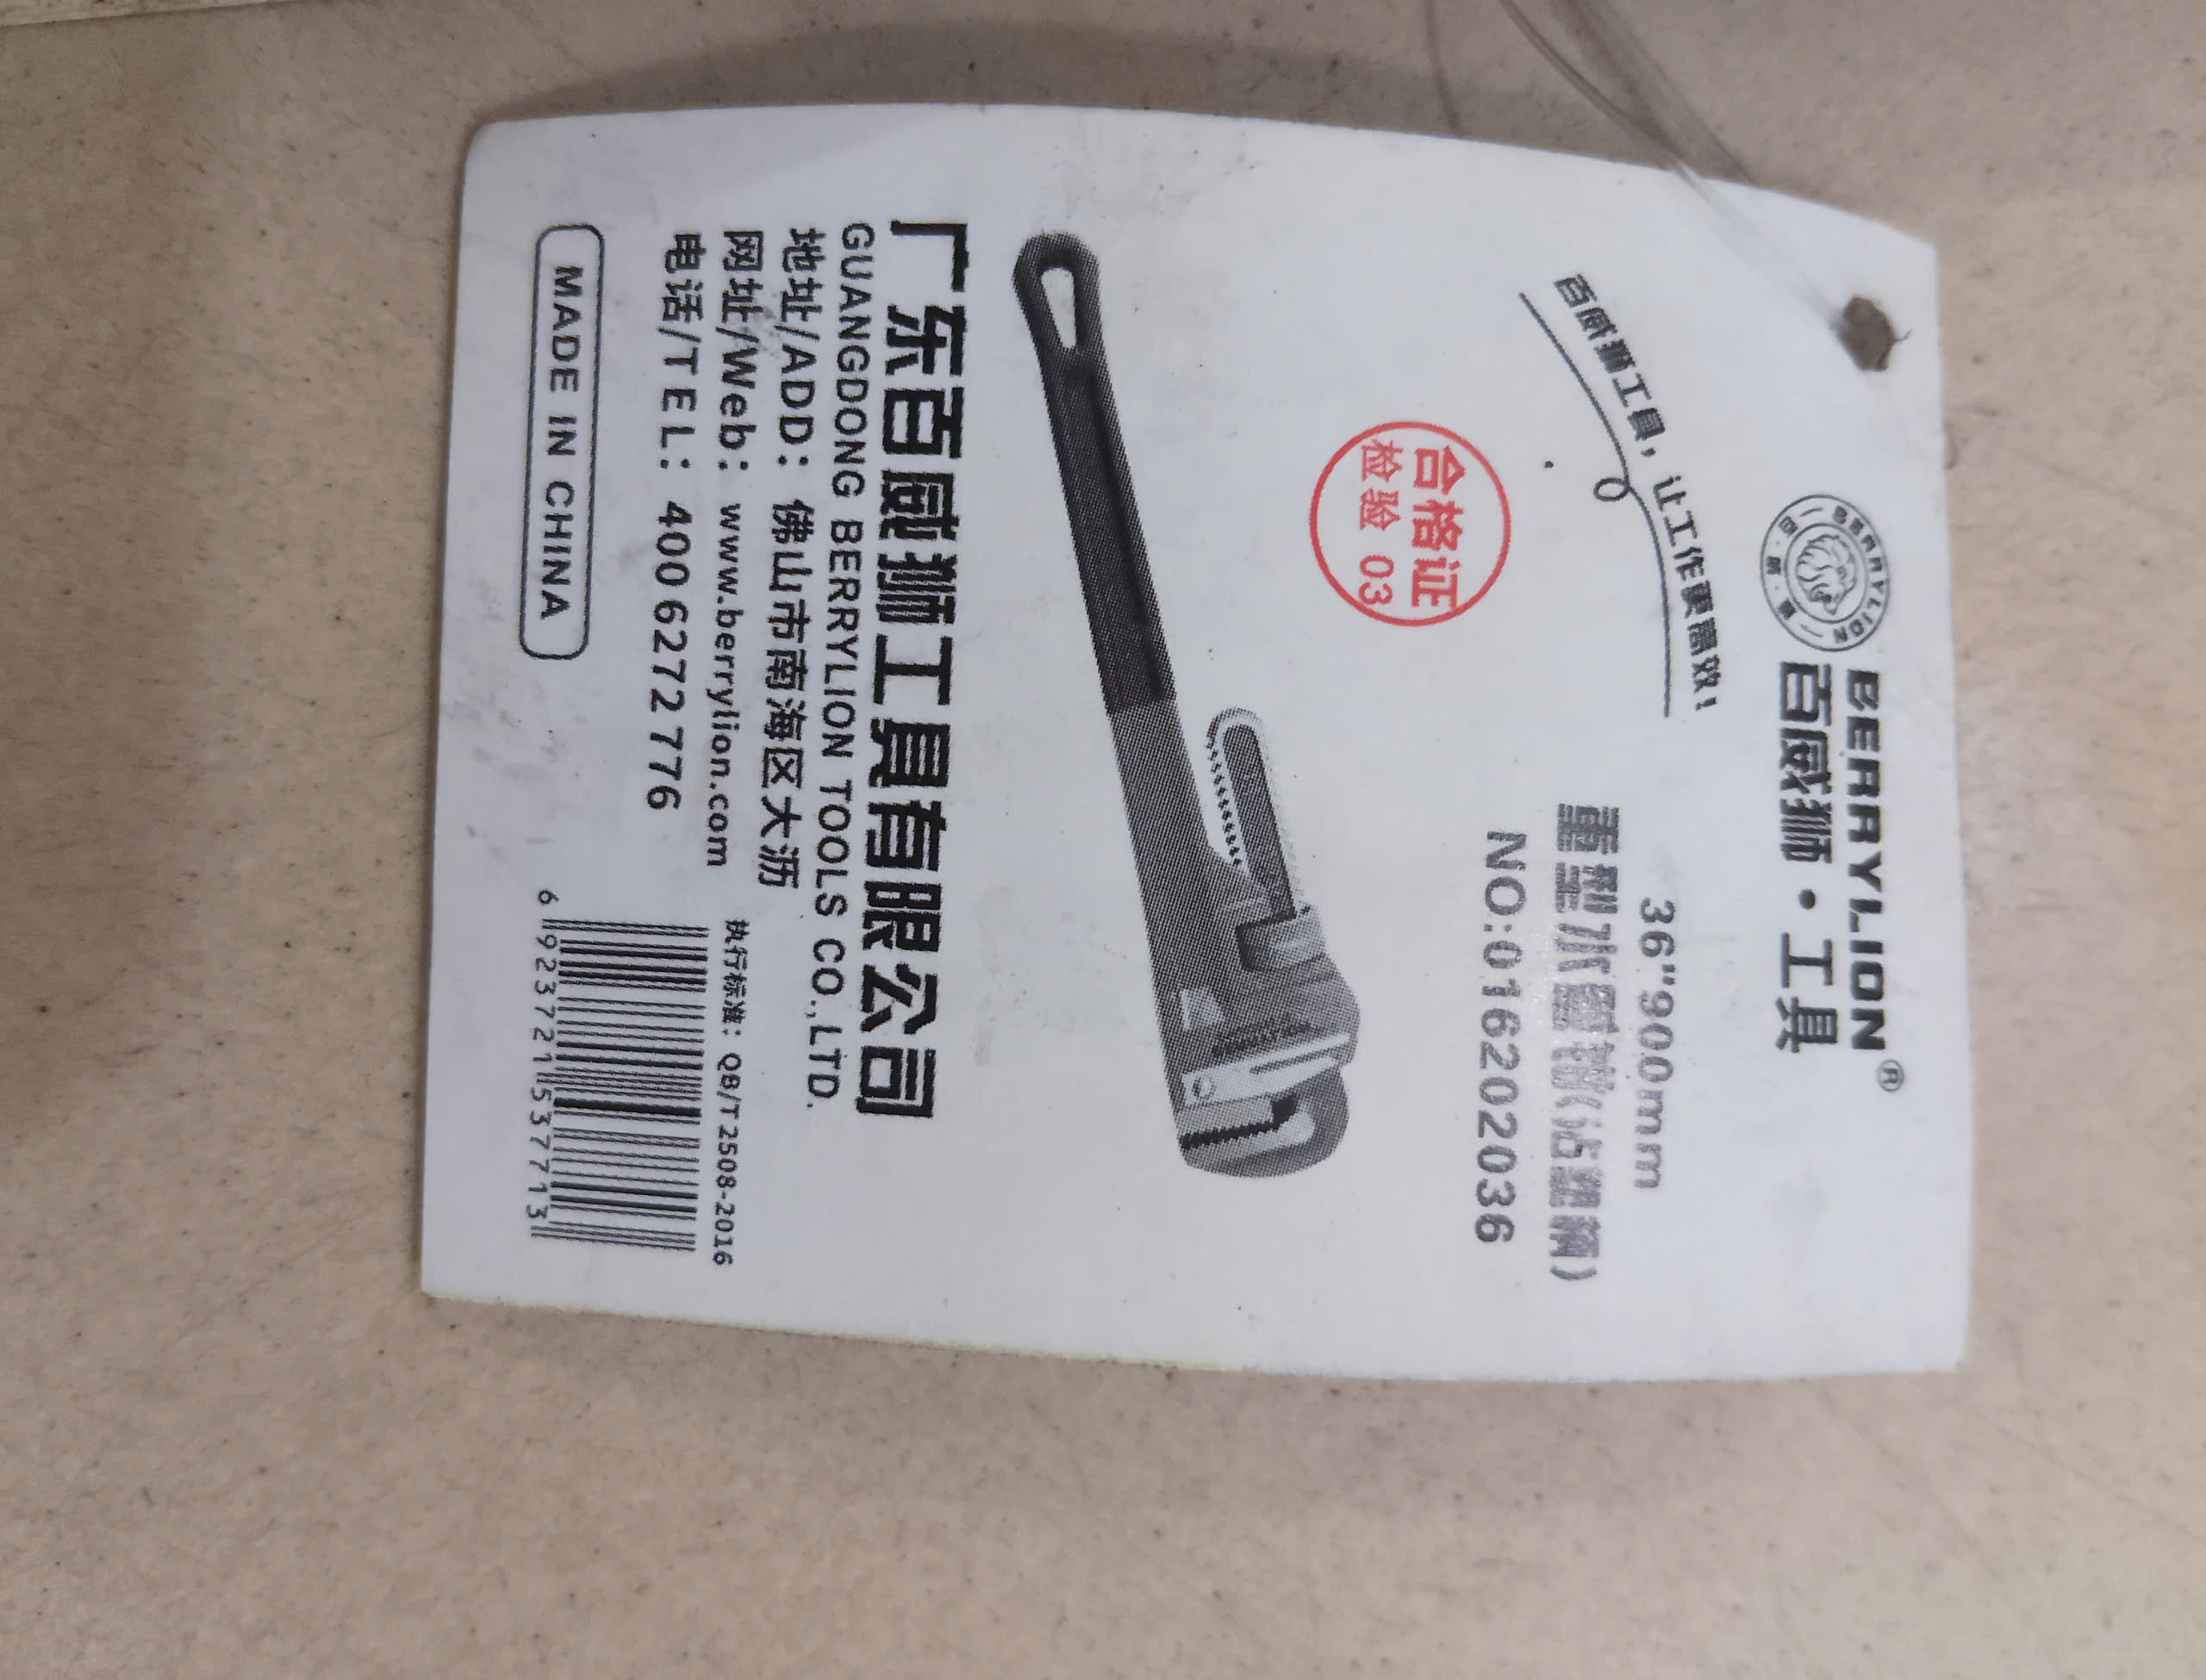 BERRYLION®
百威狮·工具
百威狮工具，让工作更高效！
36"900mm
重型水管钳(沾塑柄)
NO:016202036
合格证
检验 03
广东百威狮工具有限公司
GUANGDONG BERRYLION TOOLS CO.,LTD.
地址/ADD：佛山市南海区大沥
网址/Web：www.berrylion.com
电话/TEL：400 6272 776
MADE IN CHINA
执行标准：QB/T 2508-2016
6 923721 537713